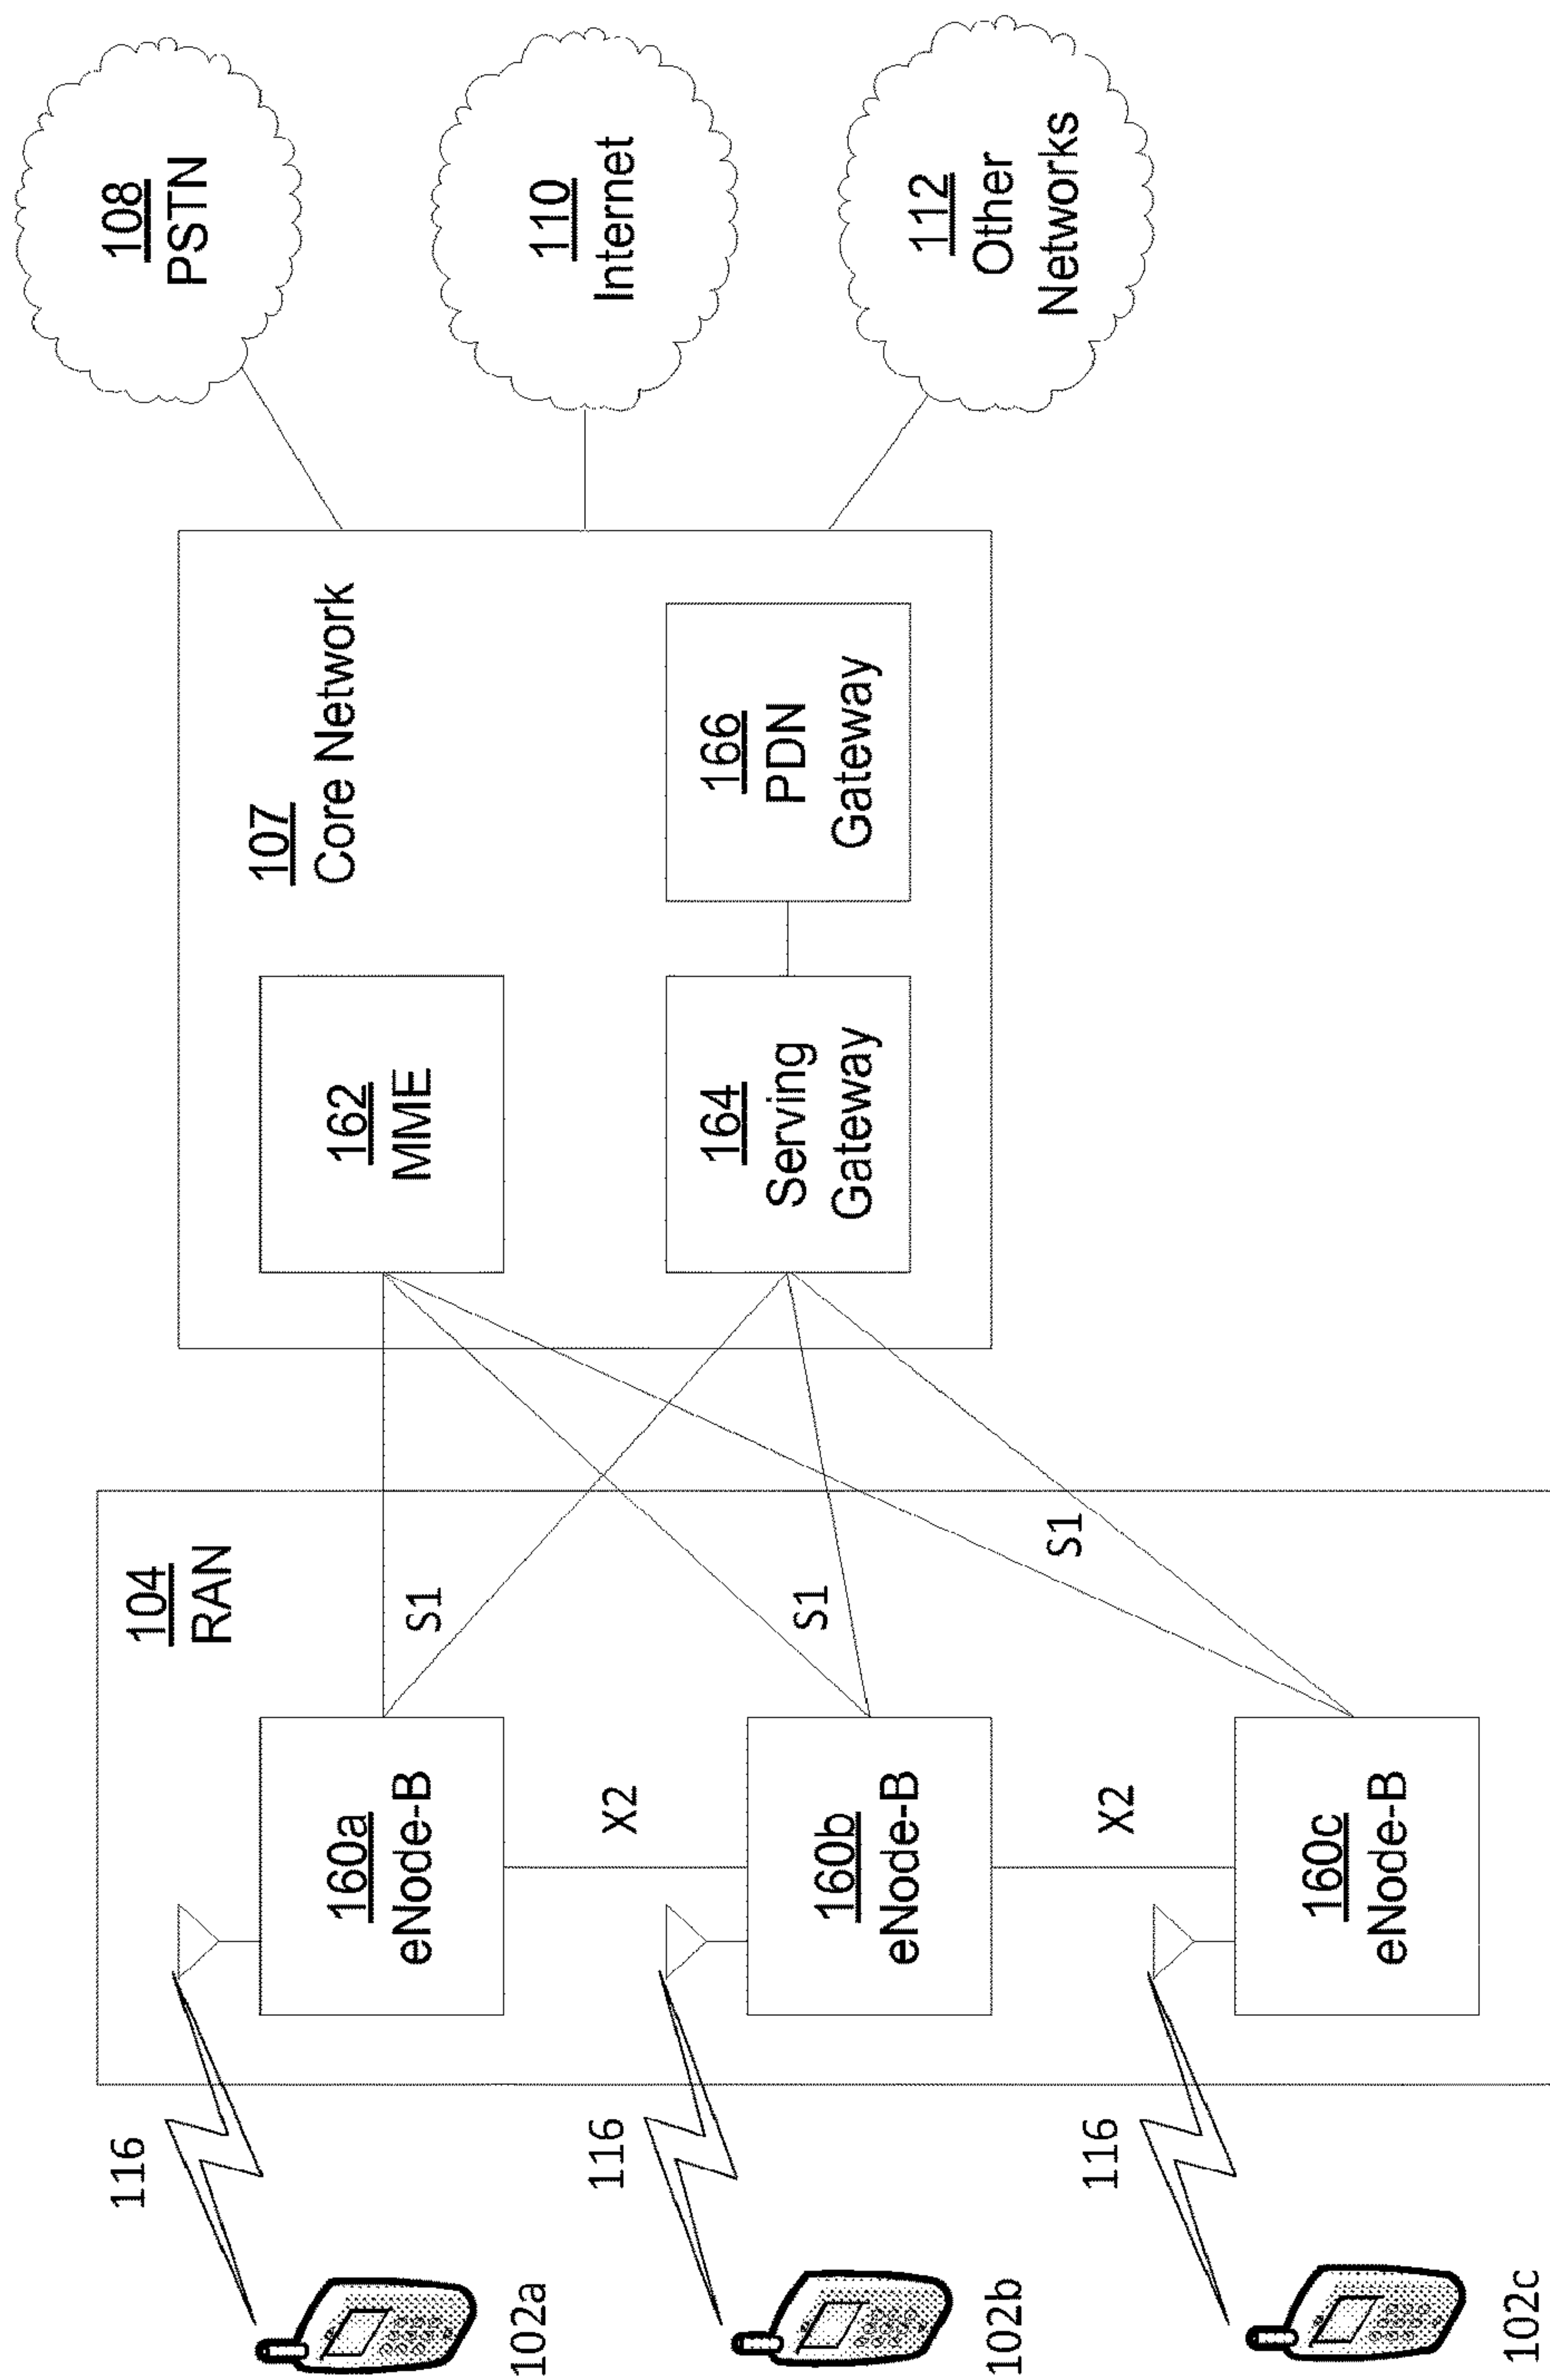 116
102a
116
102b
116
102c
104
RAN
160a
eNode-B
X2
160b
eNode-B
X2
160c
eNode-B
S1
S1
S1
107
Core Network
162
MME
164
Serving
Gateway
166
PDN
Gateway
108
PSTN
110
Internet
112
Other
Networks